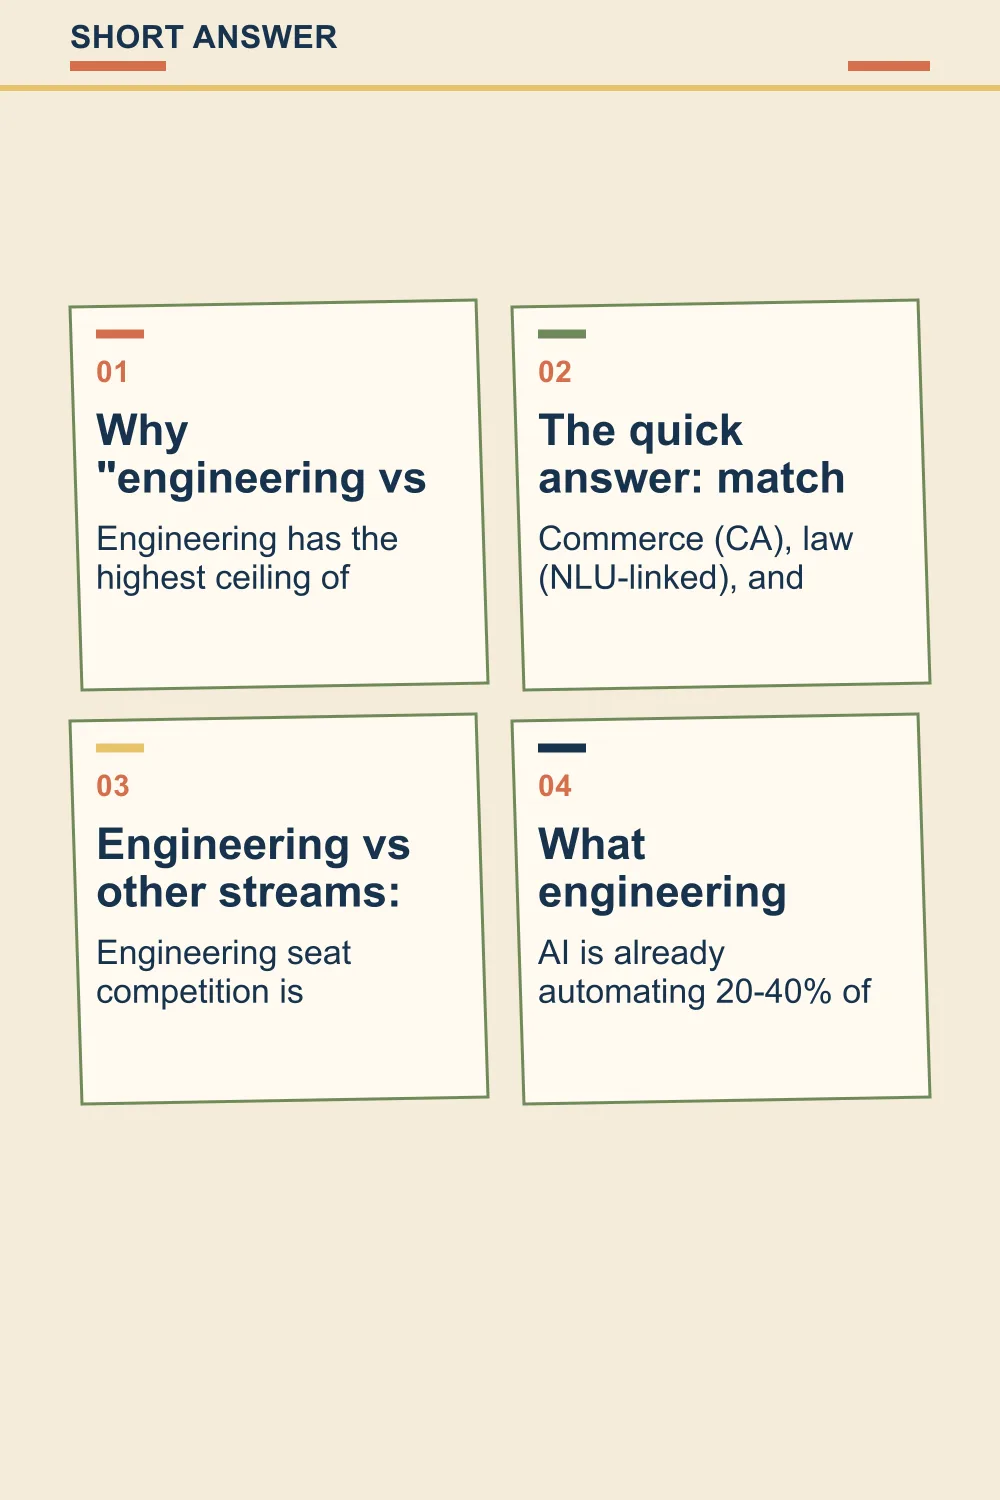 SHORT ANSWER
01
Why
"engineering vs
Engineering has the
highest ceiling of
02
The quick
answer: match
Commerce (CA), law
(NLU-linked), and
03
Engineering vs
other streams:
Engineering seat
competition is
04
What
engineering
AI is already
automating 20-40% of